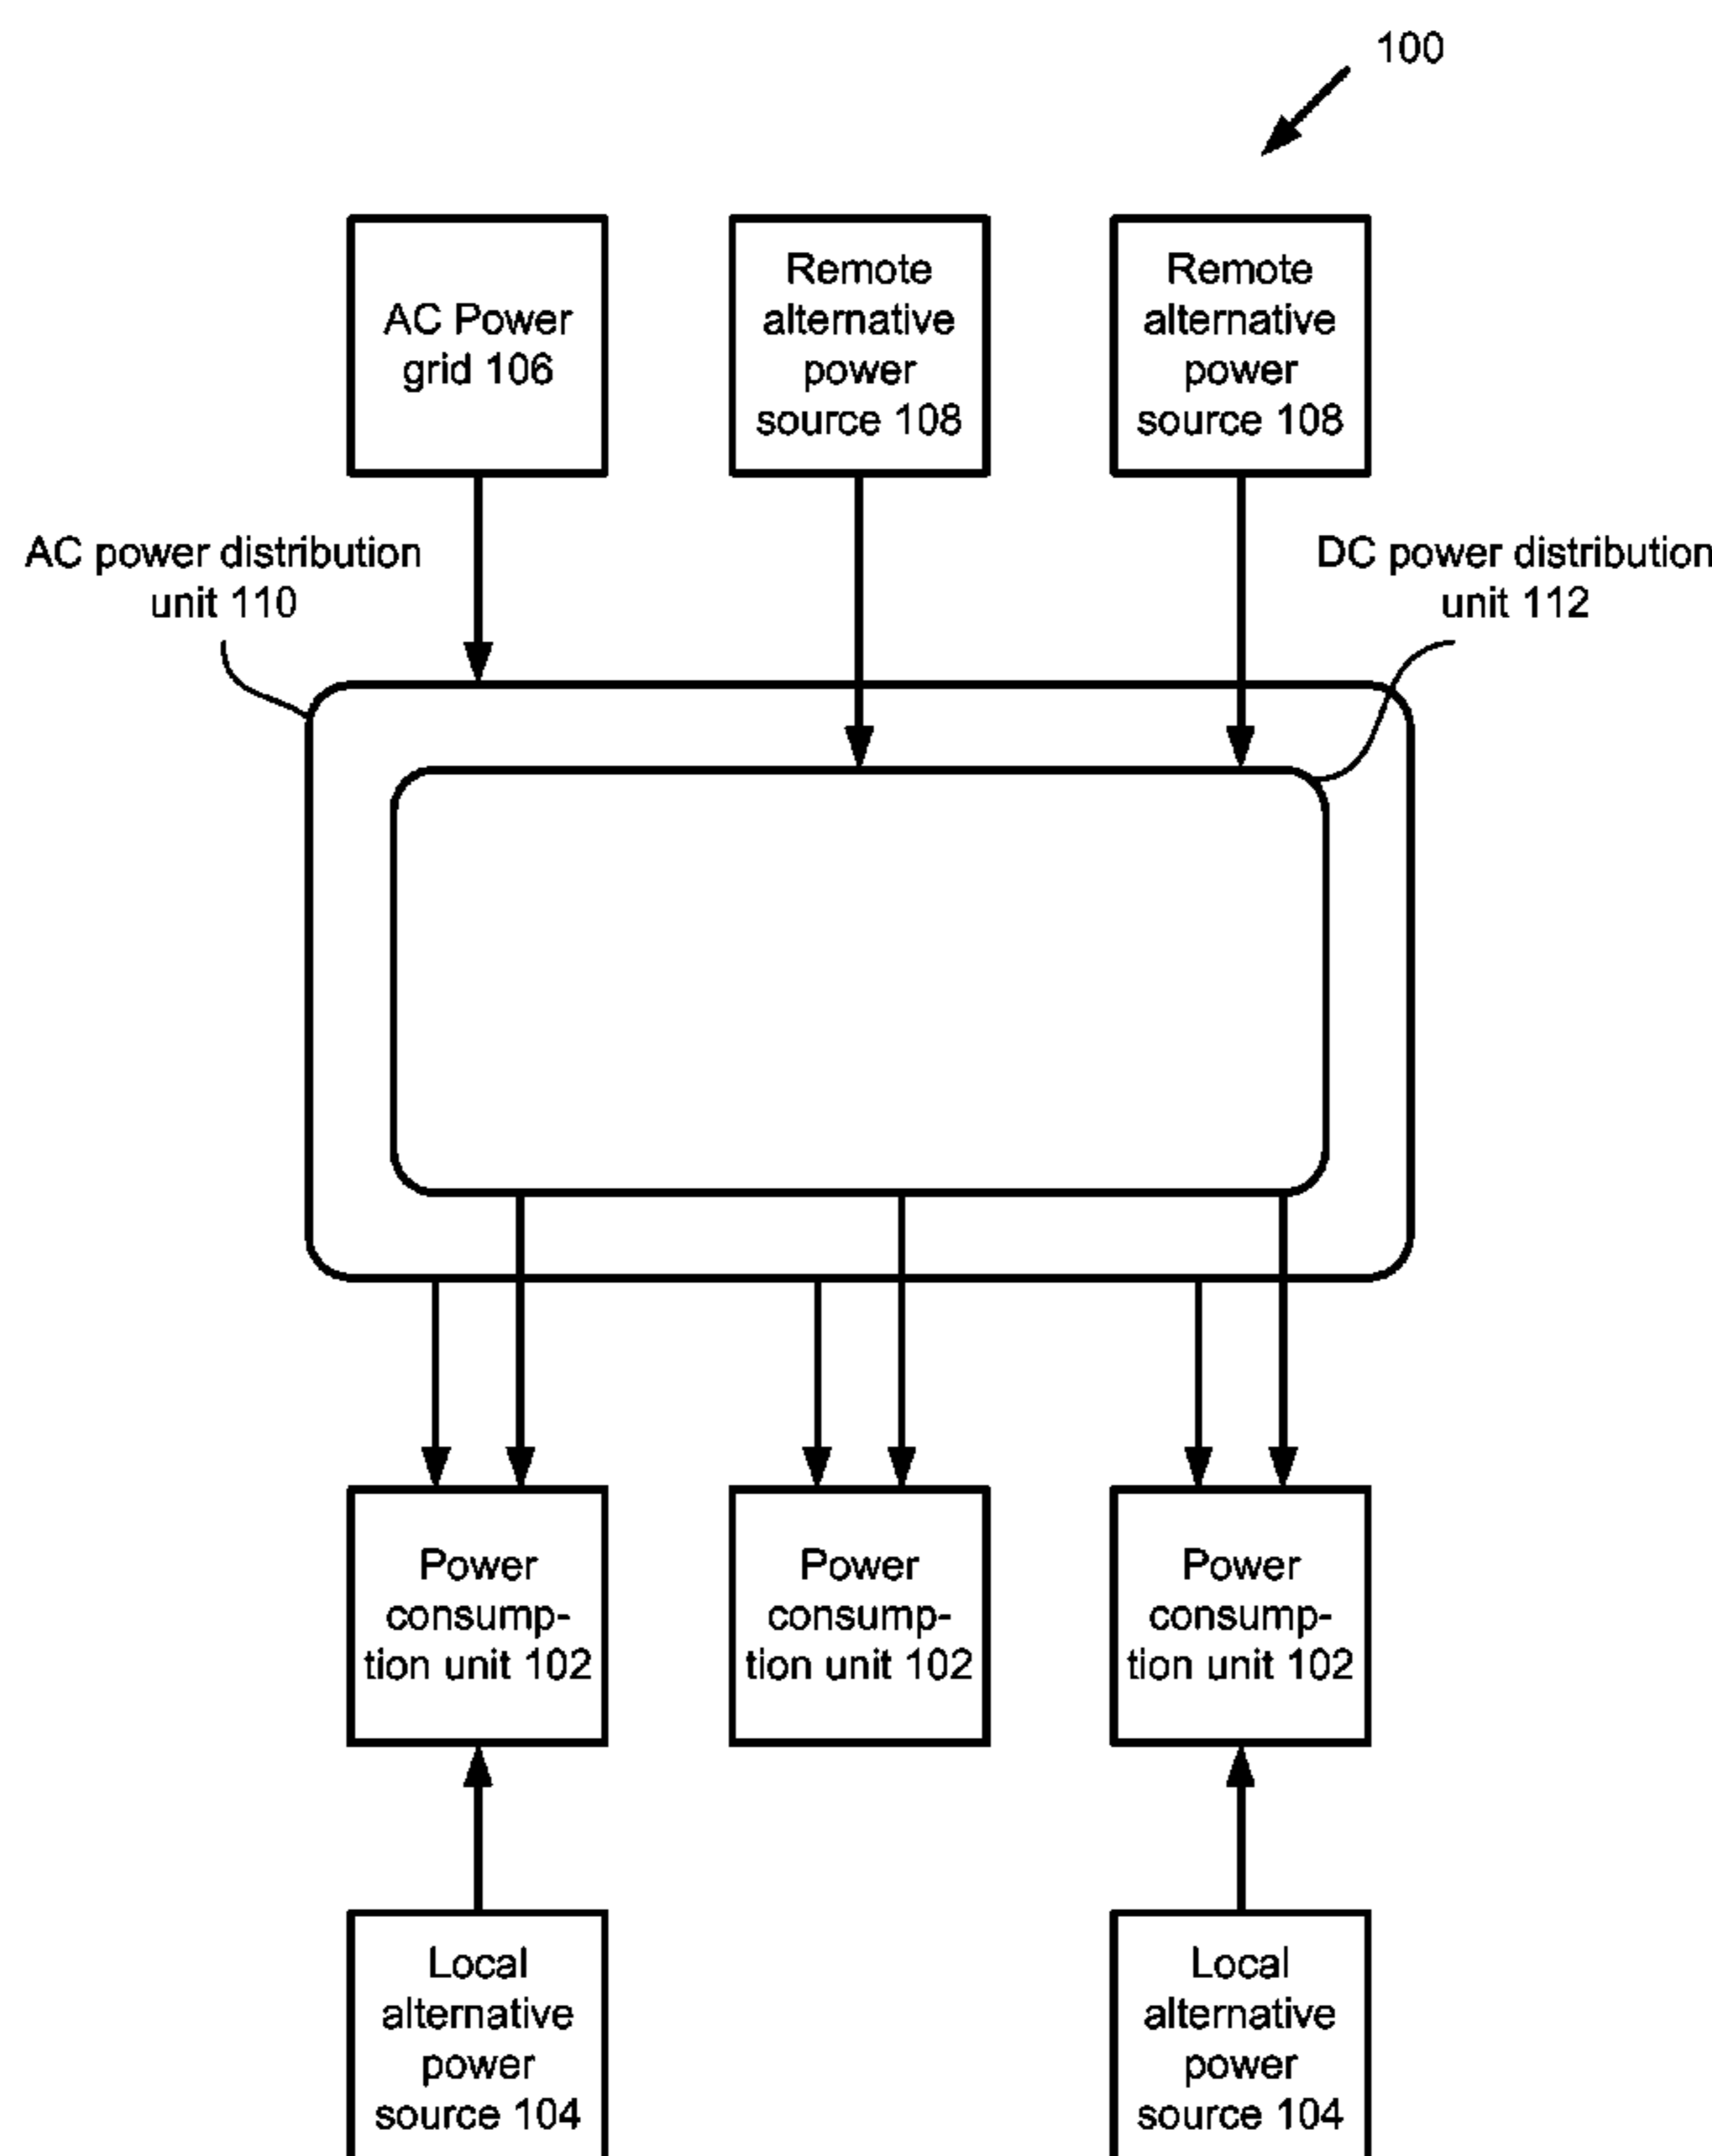 100
AC Power
grid 106
Remote
alternative
power
source 108
Remote
alternative
power
source 108
AC power distribution
unit 110
DC power distribution
unit 112
Power
consump-
tion unit 102
Power
consump-
tion unit 102
Power
consump-
tion unit 102
Local
alternative
power
source 104
Local
alternative
power
source 104